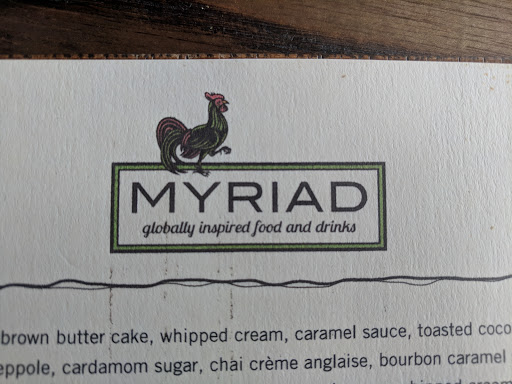 MYRIAD
globally inspired food and drinks
brown butter cake, whipped cream, caramel sauce, toasted coco
eppole, cardamom sugar, chai crème anglaise, bourbon caramel